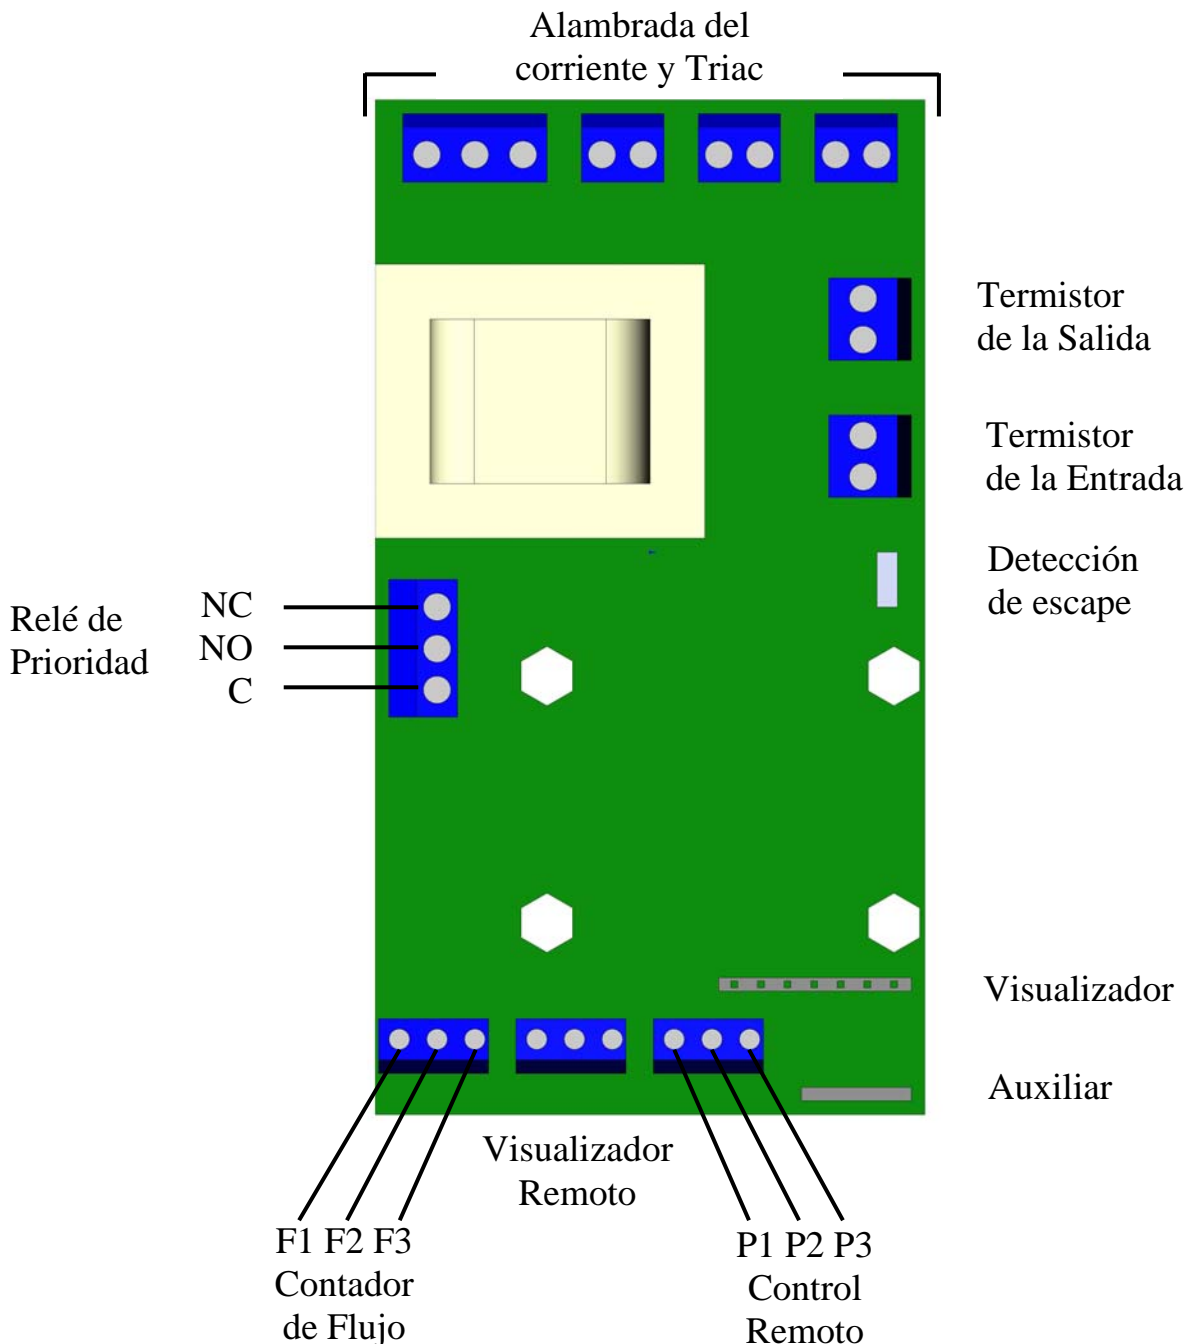 Alambrada del
corriente y Triac
Termistor
de la Salida
Termistor
de la Entrada
Detección
de escape
Relé de
Prioridad
NC
NO
C
Visualizador
Auxiliar
Visualizador
Remoto
F1 F2 F3
Contador
de Flujo
P1 P2 P3
Control
Remoto